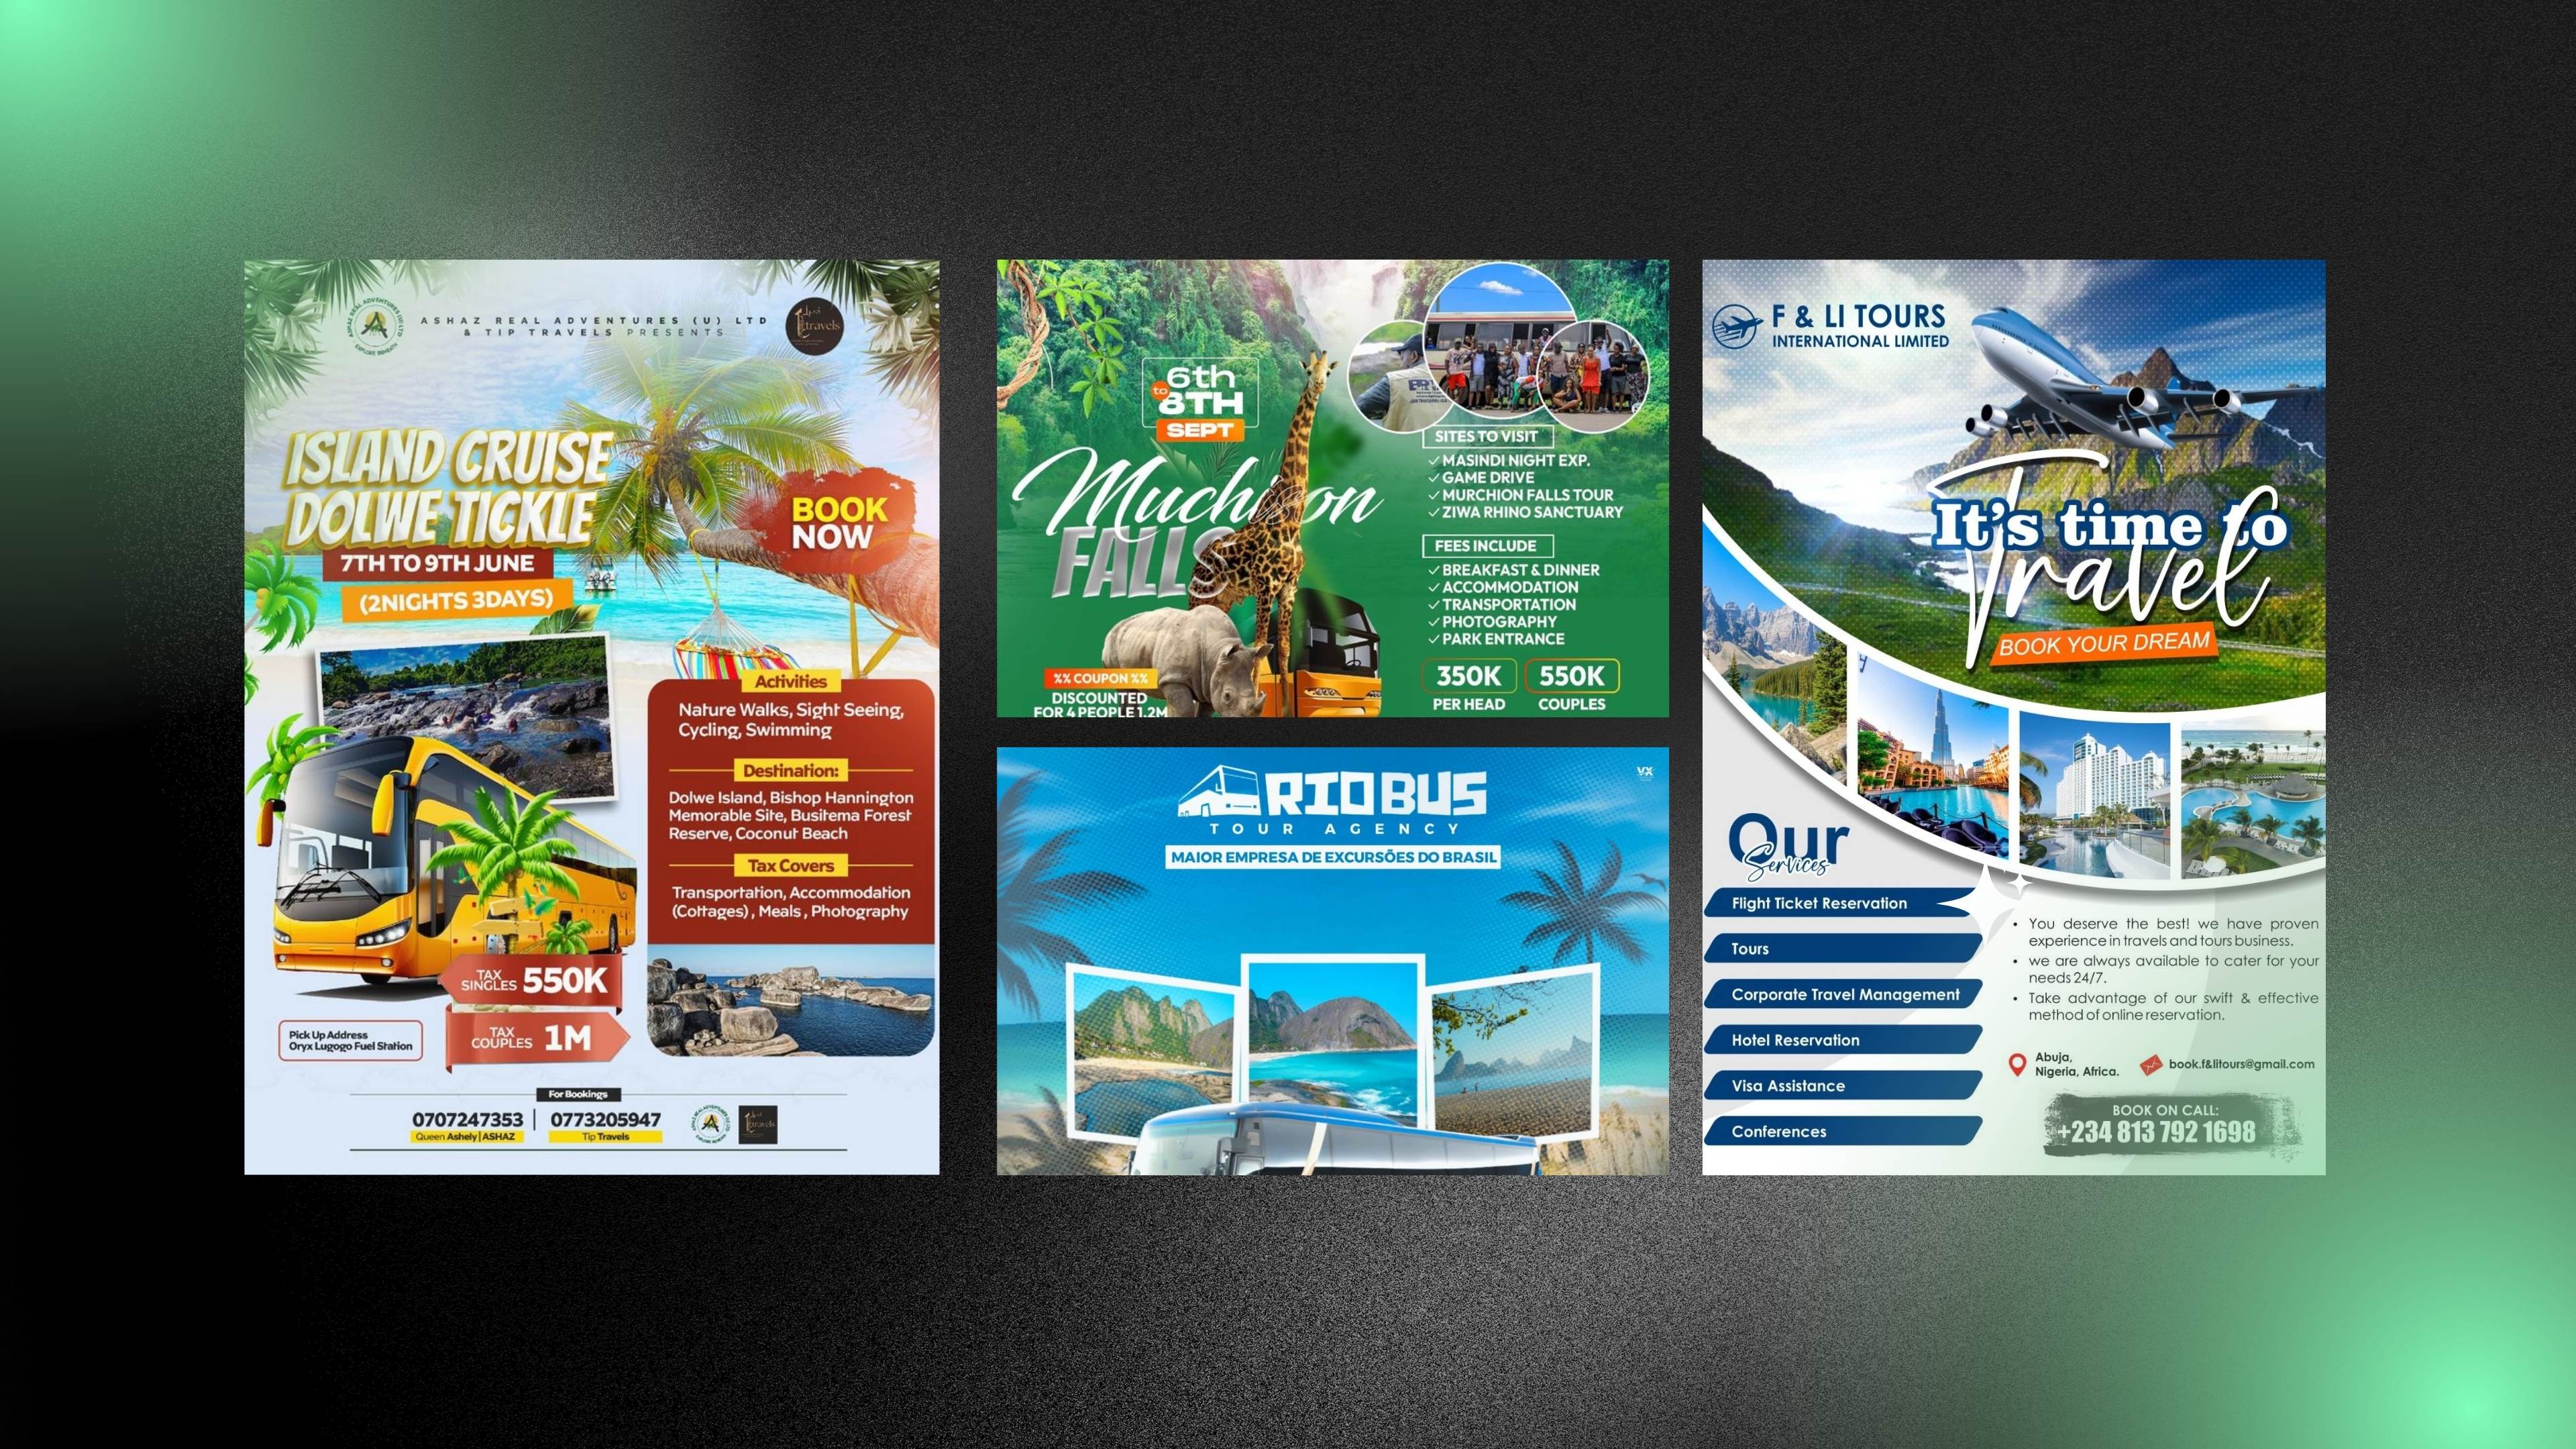 ASHAZ REAL ADVENTURES (U) LTD
& TIP TRAVELS PRESENTS
travels
ISLAND CRUISE
DOLWE TICKLE
7TH TO 9TH JUNE
(2NIGHTS 3DAYS)
BOOK
NOW
Activities
Nature Walks, Sight Seeing,
Cycling, Swimming
Destination:
Dolwe Island, Bishop Hannington
Memorable Site, Busitema Forest
Reserve, Coconut Beach
Tax Covers
Transportation, Accommodation
(Cottages) , Meals , Photography
TAX
SINGLES 550K
TAX
COUPLES 1M
Pick Up Address
Oryx Lugogo Fuel Station
For Bookings
0707247353 | 0773205947
Queen Ashely | ASHAZ
Tip Travels
travels
6th
to
8TH
SEPT
Muchison
FALLS
%% COUPON %%
DISCOUNTED
FOR 4 PEOPLE 1.2M
SITES TO VISIT
MASINDI NIGHT EXP.
GAME DRIVE
MURCHION FALLS TOUR
ZIWA RHINO SANCTUARY
FEES INCLUDE
BREAKFAST & DINNER
ACCOMMODATION
TRANSPORTATION
PHOTOGRAPHY
PARK ENTRANCE
350K 550K
PER HEAD COUPLES
RIO BUS
TOUR AGENCY
MAIOR EMPRESA DE EXCURSÕES DO BRASIL
VX
F & LI TOURS
INTERNATIONAL LIMITED
It's time to
Travel
BOOK YOUR DREAM
Our
Services
Flight Ticket Reservation
Tours
Corporate Travel Management
Hotel Reservation
Visa Assistance
Conferences
• You deserve the best! we have proven
experience in travels and tours business.
• we are always available to cater for your
needs 24/7.
• Take advantage of our swift & effective
method of online reservation.
Abuja,
Nigeria, Africa.
book.f&litours@gmail.com
BOOK ON CALL:
+234 813 792 1698